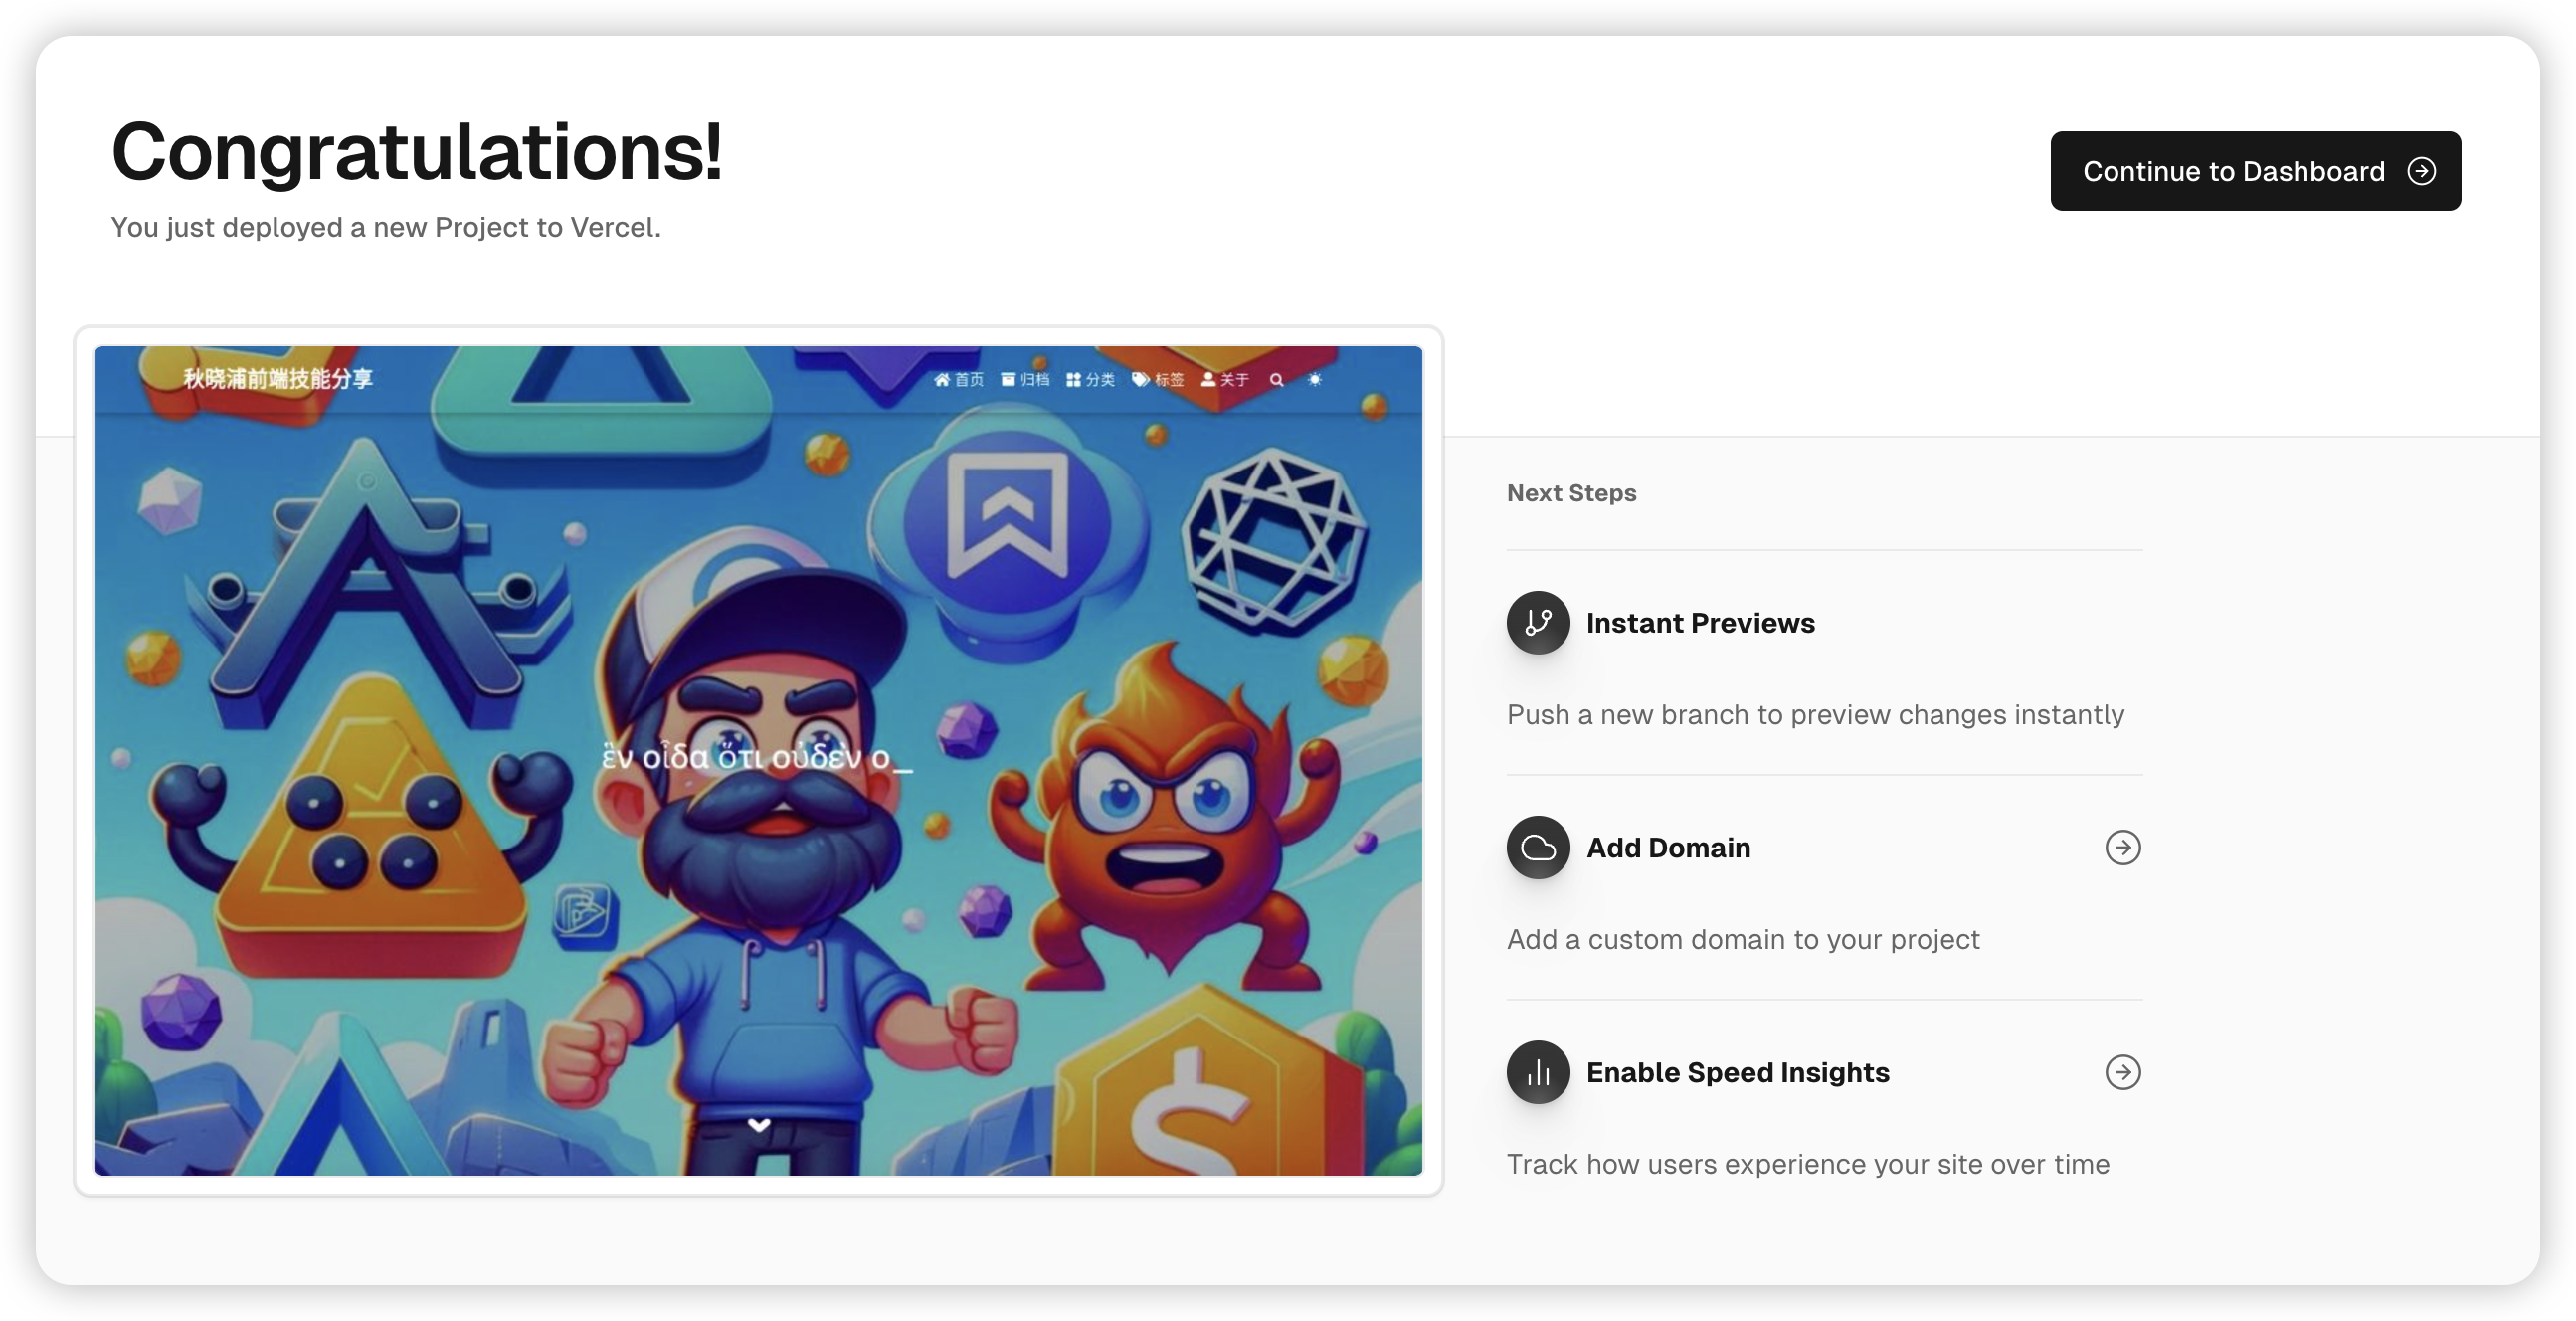 Congratulations!
You just deployed a new Project to Vercel.
Continue to Dashboard
秋晓浦前端技能分享
首页 归档 分类 标签 关于
ἓν οἶδα ὅτι οὐδὲν ο_
Next Steps
Instant Previews
Push a new branch to preview changes instantly
Add Domain
Add a custom domain to your project
Enable Speed Insights
Track how users experience your site over time